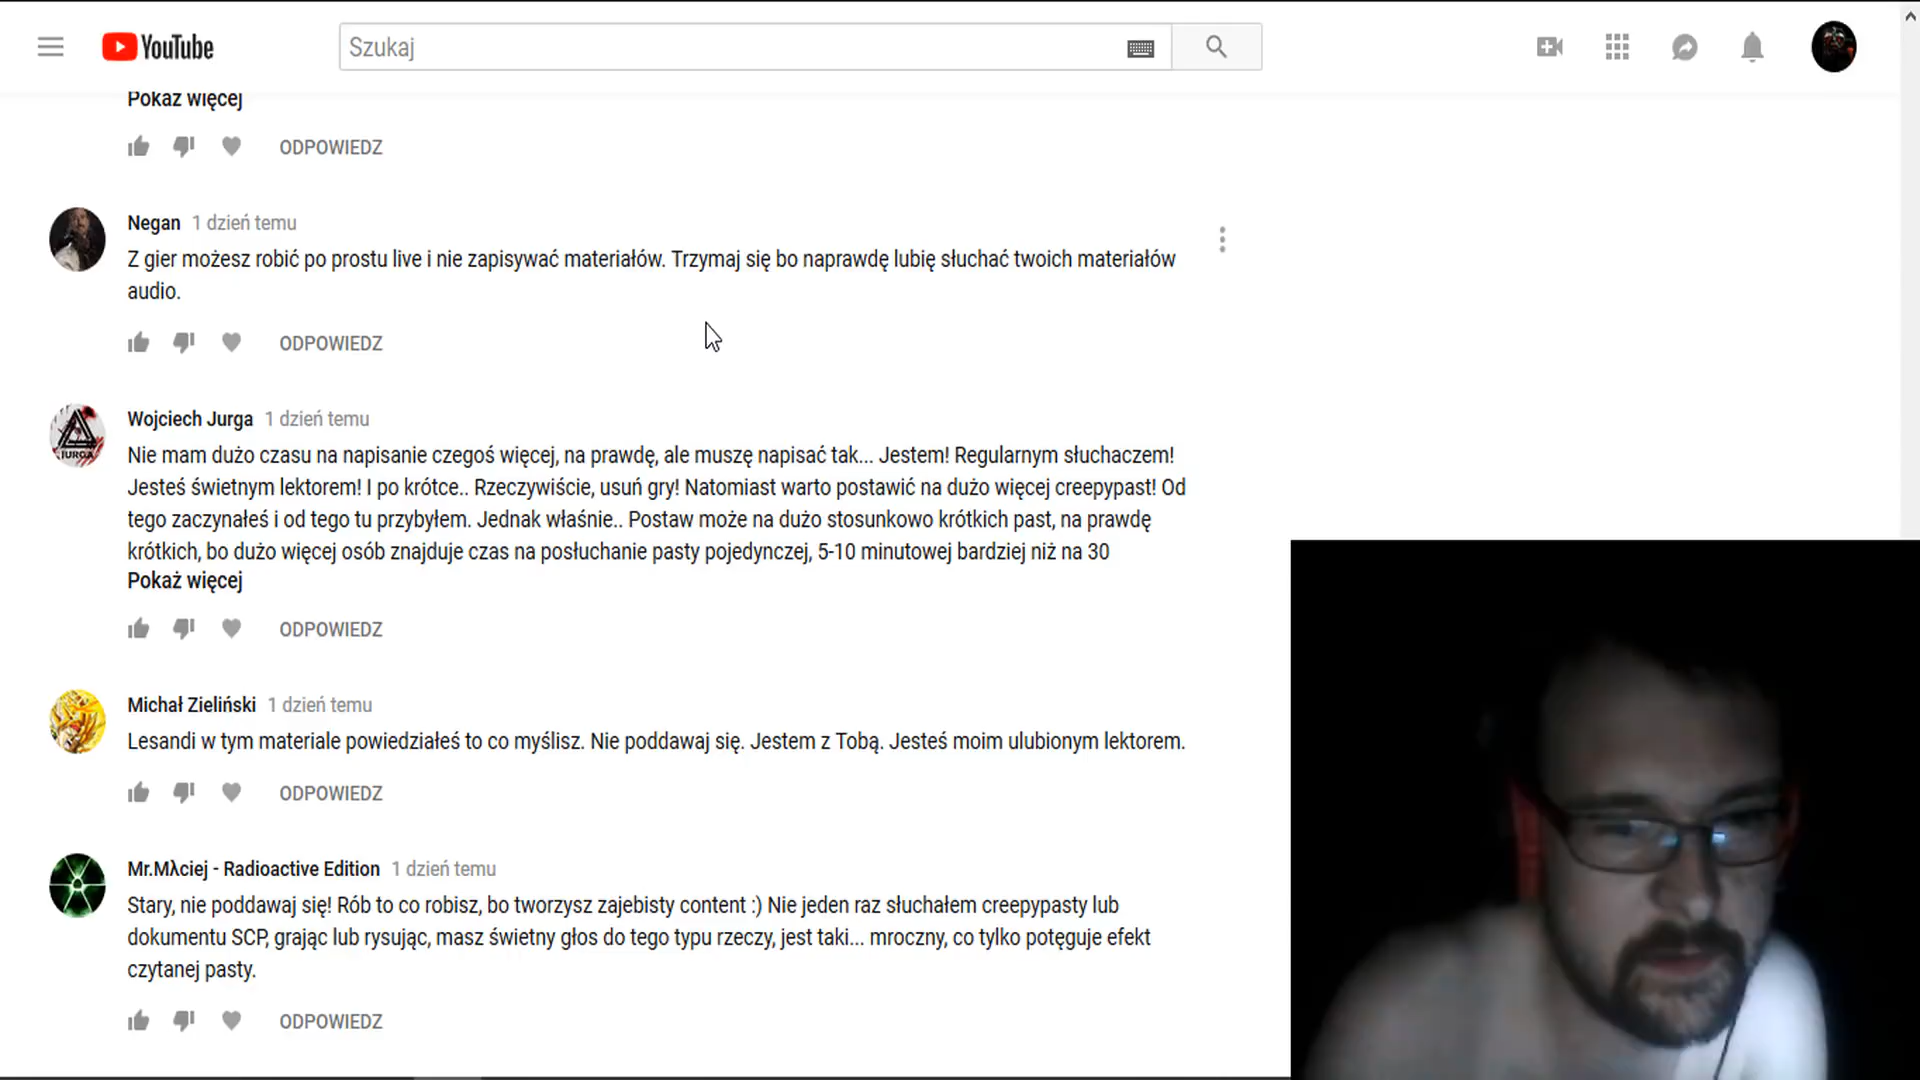 YouTube
Szukaj
Pokaż więcej
ODPOWIEDZ
Negan 1 dzień temu
Z gier możesz robić po prostu live i nie zapisywać materiałów. Trzymaj się bo naprawdę lubię słuchać twoich materiałów
audio.
ODPOWIEDZ
Wojciech Jurga 1 dzień temu
Nie mam dużo czasu na napisanie czegoś więcej, na prawdę, ale muszę napisać tak... Jestem! Regularnym słuchaczem!
Jesteś świetnym lektorem! I po krótce.. Rzeczywiście, usuń gry! Natomiast warto postawić na dużo więcej creepypast! Od
tego zaczynałeś i od tego tu przybyłem. Jednak właśnie.. Postaw może na dużo stosunkowo krótkich past, na prawdę
krótkich, bo dużo więcej osób znajduje czas na posłuchanie pasty pojedynczej, 5-10 minutowej bardziej niż na 30
Pokaż więcej
ODPOWIEDZ
JURGA
Michał Zieliński 1 dzień temu
Lesandi w tym materiale powiedziałeś to co myślisz. Nie poddawaj się. Jestem z Tobą. Jesteś moim ulubionym lektorem.
ODPOWIEDZ
Mr.Mλciej - Radioactive Edition 1 dzień temu
Stary, nie poddawaj się! Rób to co robisz, bo tworzysz zajebisty content :) Nie jeden raz słuchałem creepypasty lub
dokumentu SCP, grając lub rysując, masz świetny głos do tego typu rzeczy, jest taki... mroczny, co tylko potęguje efekt
czytanej pasty.
ODPOWIEDZ